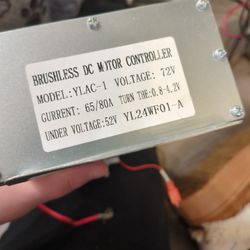 BRUSHLESS DC MOTOR CONTROLLER
MODEL:YLAC-1 VOLTAGE: 72V
GURRENT: 65/80A TURN THE:0.8-4.2V
UNDER VOLTAGE:52V YL24WF01-A